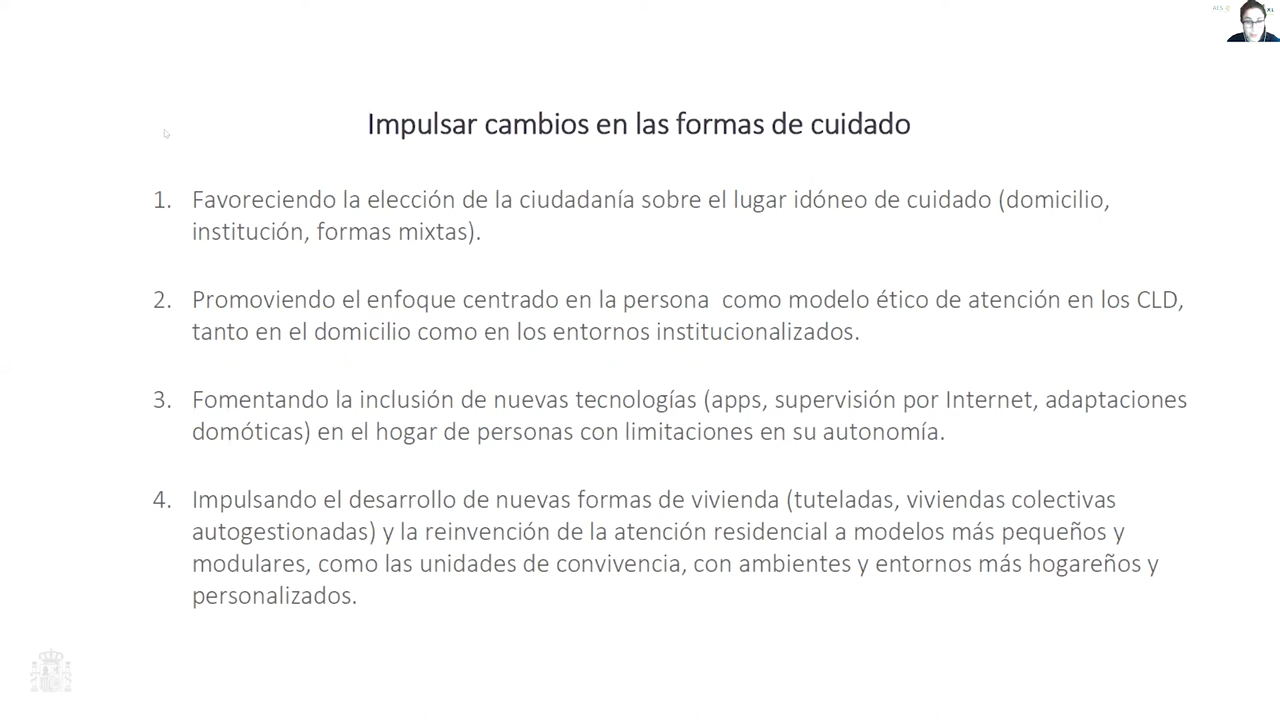 AES
XL
Impulsar cambios en las formas de cuidado
1. Favoreciendo la elección de la ciudadanía sobre el lugar idóneo de cuidado (domicilio,
institución, formas mixtas).
2. Promoviendo el enfoque centrado en la persona  como modelo ético de atención en los CLD,
tanto en el domicilio como en los entornos institucionalizados.
3. Fomentando la inclusión de nuevas tecnologías (apps, supervisión por Internet, adaptaciones
domóticas) en el hogar de personas con limitaciones en su autonomía.
4. Impulsando el desarrollo de nuevas formas de vivienda (tuteladas, viviendas colectivas
autogestionadas) y la reinvención de la atención residencial a modelos más pequeños y
modulares, como las unidades de convivencia, con ambientes y entornos más hogareños y
personalizados.